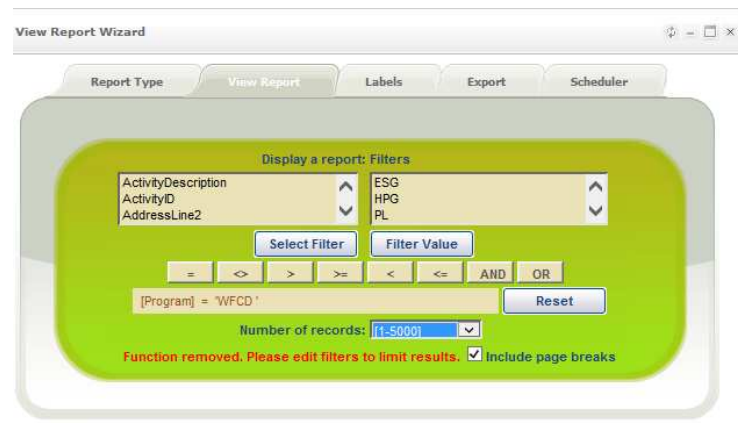 View Report Wizard
Report Type View Report Labels Export Scheduler
Display a report: Filters
ActivityDescription
ActivityID
AddressLine2
ESG
HPG
PL
Select Filter Filter Value
= <> > >= < <= AND OR
[Program] = 'WFCD ' Reset
Number of records: [1-5000]
Function removed. Please edit filters to limit results. Include page breaks